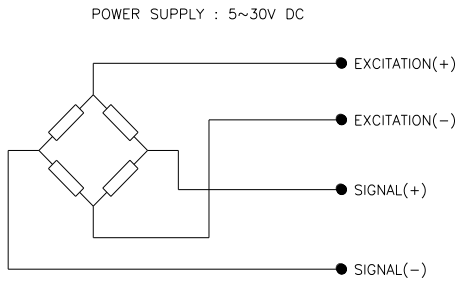 POWER SUPPLY : 5~30V DC
EXCITATION(+)
EXCITATION(−)
SIGNAL(+)
SIGNAL(−)